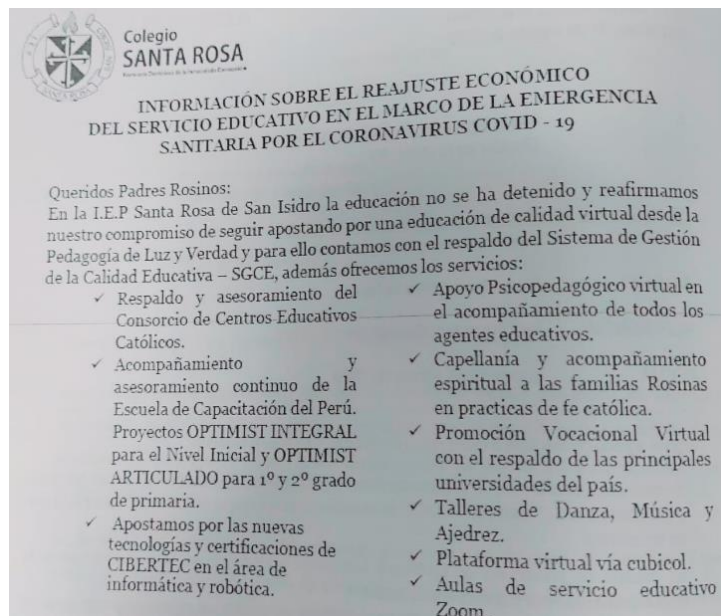 Colegio
SANTA ROSA
INFORMACIÓN SOBRE EL REAJUSTE ECONÓMICO
DEL SERVICIO EDUCATIVO EN EL MARCO DE LA EMERGENCIA
SANITARIA POR EL CORONAVIRUS COVID - 19
Queridos Padres Rosinos:
En la I.E.P Santa Rosa de San Isidro la educación no se ha detenido y reafirmamos
nuestro compromiso de seguir apostando por una educación de calidad virtual desde la
Pedagogía de Luz y Verdad y para ello contamos con el respaldo del Sistema de Gestión
de la Calidad Educativa – SGCE, además ofrecemos los servicios:
✓ Respaldo y asesoramiento del
Consorcio de Centros Educativos
Católicos.
✓ Acompañamiento y
asesoramiento continuo de la
Escuela de Capacitación del Perú.
Proyectos OPTIMIST INTEGRAL
para el Nivel Inicial y OPTIMIST
ARTICULADO para 1º y 2º grado
de primaria.
✓ Apostamos por las nuevas
tecnologías y certificaciones de
CIBERTEC en el área de
informática y robótica.
✓ Apoyo Psicopedagógico virtual en
el acompañamiento de todos los
agentes educativos.
✓ Capellanía y acompañamiento
espiritual a las familias Rosinas
en practicas de fe católica.
✓ Promoción Vocacional Virtual
con el respaldo de las principales
universidades del país.
✓ Talleres de Danza, Música y
Ajedrez.
✓ Plataforma virtual vía cubicol.
✓ Aulas de servicio educativo
Zoom